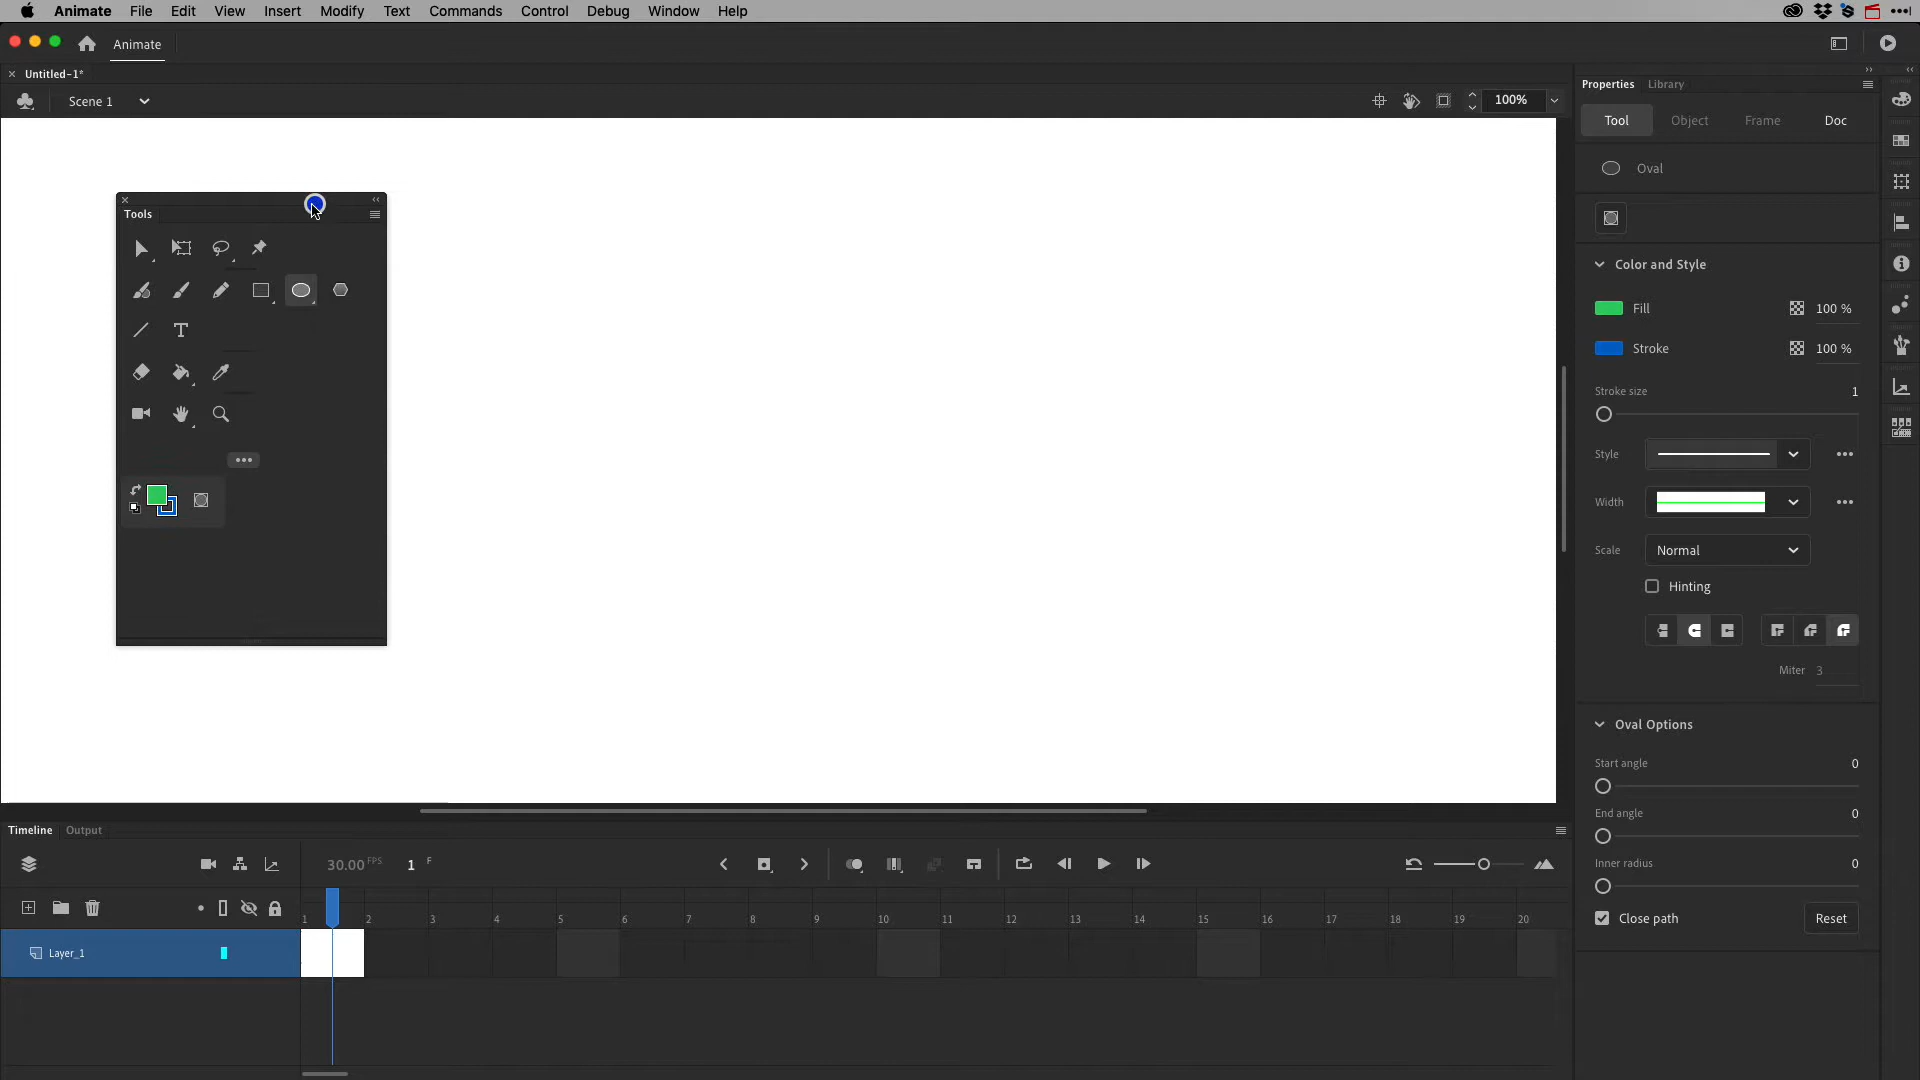 Animate File Edit View Insert Modify Text Commands Control Debug Window Help
Animate
Untitled-1*
Scene 1
100%
Properties Library
Tool Object Frame Doc
Oval
Tools
Color and Style
Fill 100 %
Stroke 100 %
Stroke size 1
Style
Width
Scale Normal
Hinting
Miter 3
Oval Options
Start angle 0
End angle 0
Inner radius 0
Close path Reset
Timeline Output
30.00 FPS 1 F
1 2 3 4 5 6 7 8 9 10 11 12 13 14 15 16 17 18 19 20
Layer_1